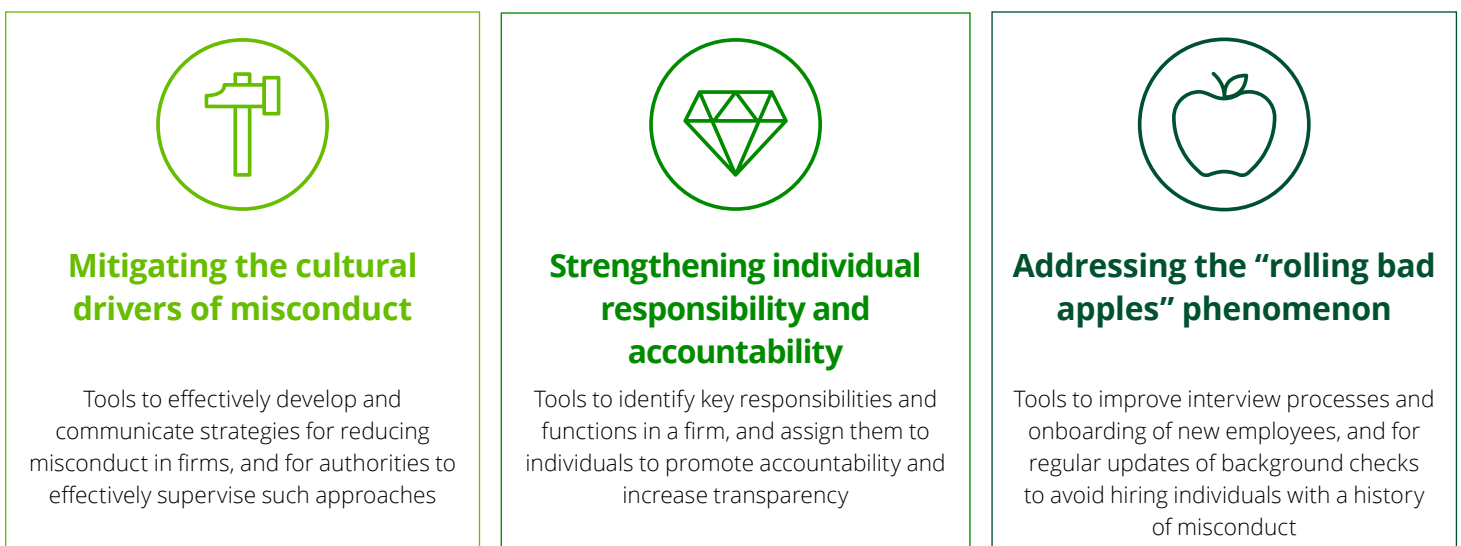 Mitigating the cultural
drivers of misconduct
Tools to effectively develop and
communicate strategies for reducing
misconduct in firms, and for authorities to
effectively supervise such approaches
Strengthening individual
responsibility and
accountability
Tools to identify key responsibilities and
functions in a firm, and assign them to
individuals to promote accountability and
increase transparency
Addressing the “rolling bad
apples” phenomenon
Tools to improve interview processes and
onboarding of new employees, and for
regular updates of background checks
to avoid hiring individuals with a history
of misconduct